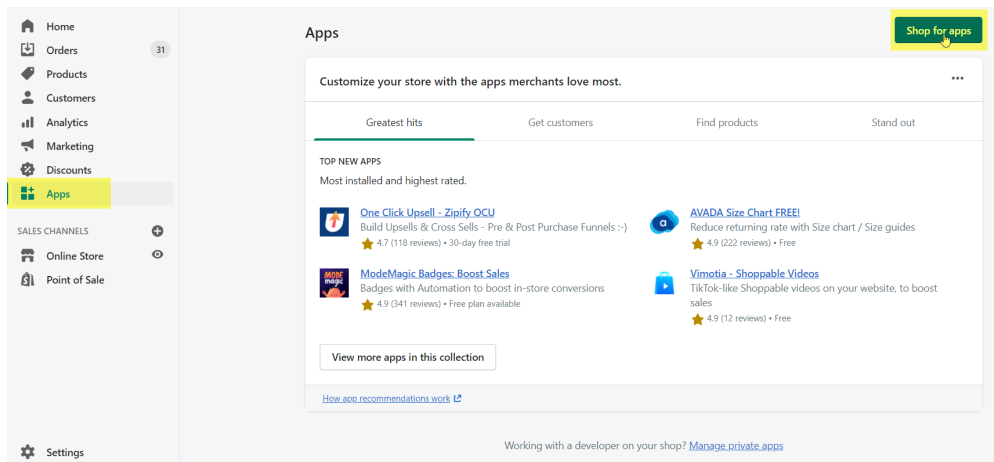 Home
Orders 31
Products
Customers
Analytics
Marketing
Discounts
Apps
SALES CHANNELS
Online Store
Point of Sale
Settings
Apps
Shop for apps
Customize your store with the apps merchants love most.
Greatest hits Get customers Find products Stand out
TOP NEW APPS
Most installed and highest rated.
One Click Upsell - Zipify OCU
Build Upsells & Cross Sells - Pre & Post Purchase Funnels :-)
4.7 (118 reviews) • 30-day free trial
AVADA Size Chart FREE!
Reduce returning rate with Size chart / Size guides
4.9 (222 reviews) • Free
MODE
magic
ModeMagic Badges: Boost Sales
Badges with Automation to boost in-store conversions
4.9 (341 reviews) • Free plan available
Vimotia - Shoppable Videos
TikTok-like Shoppable videos on your website, to boost
sales
4.9 (12 reviews) • Free
View more apps in this collection
How app recommendations work
Working with a developer on your shop? Manage private apps